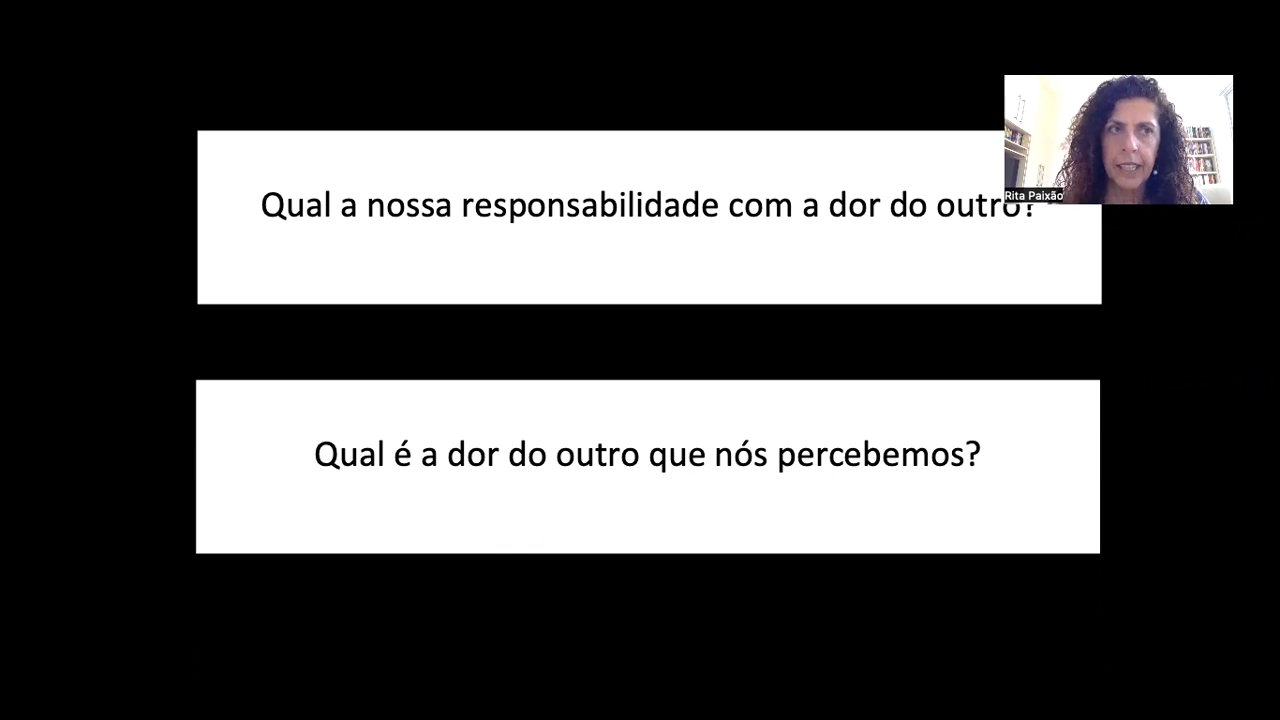 Qual a nossa responsabilidade com a dor do outro?
Rita Paixão
Qual é a dor do outro que nós percebemos?